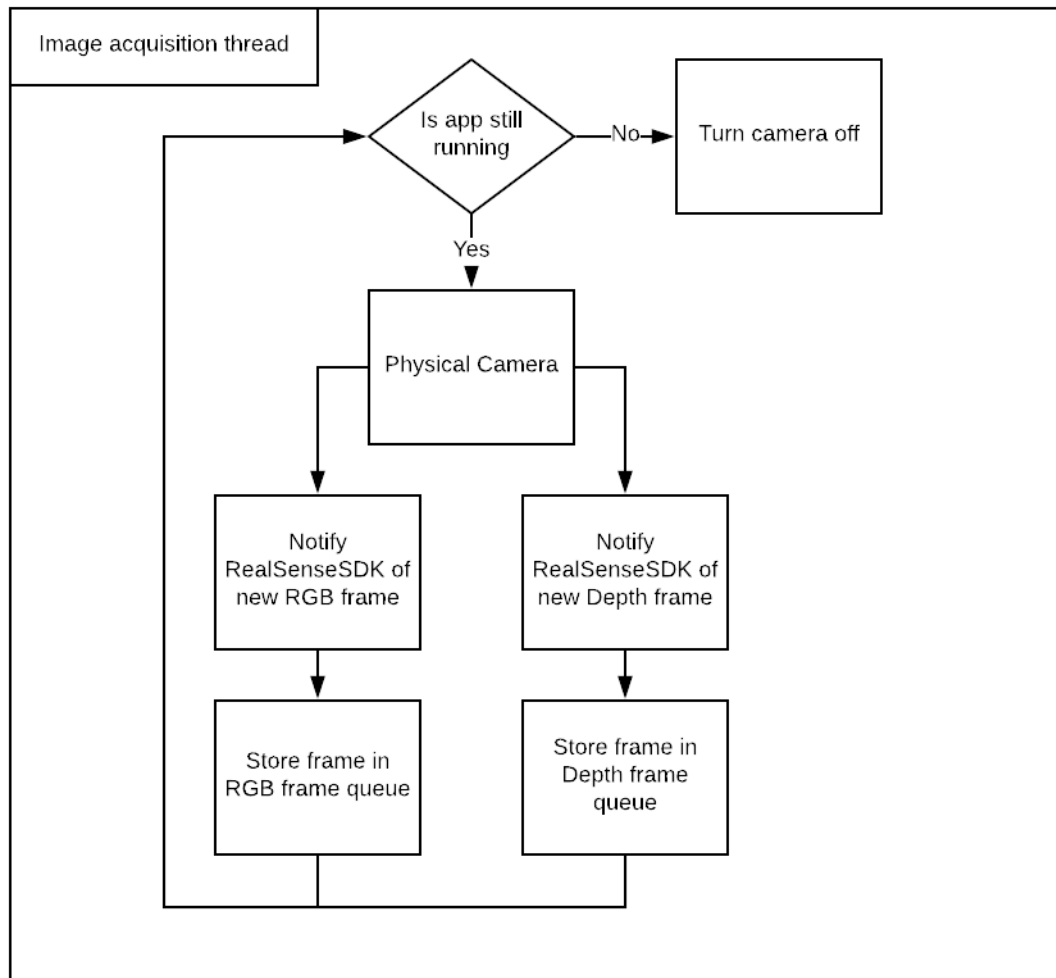 Image acquisition thread
Is app still
running
No
Turn camera off
Yes
Physical Camera
Notify
RealSenseSDK of
new RGB frame
Notify
RealSenseSDK of
new Depth frame
Store frame in
RGB frame queue
Store frame in
Depth frame
queue